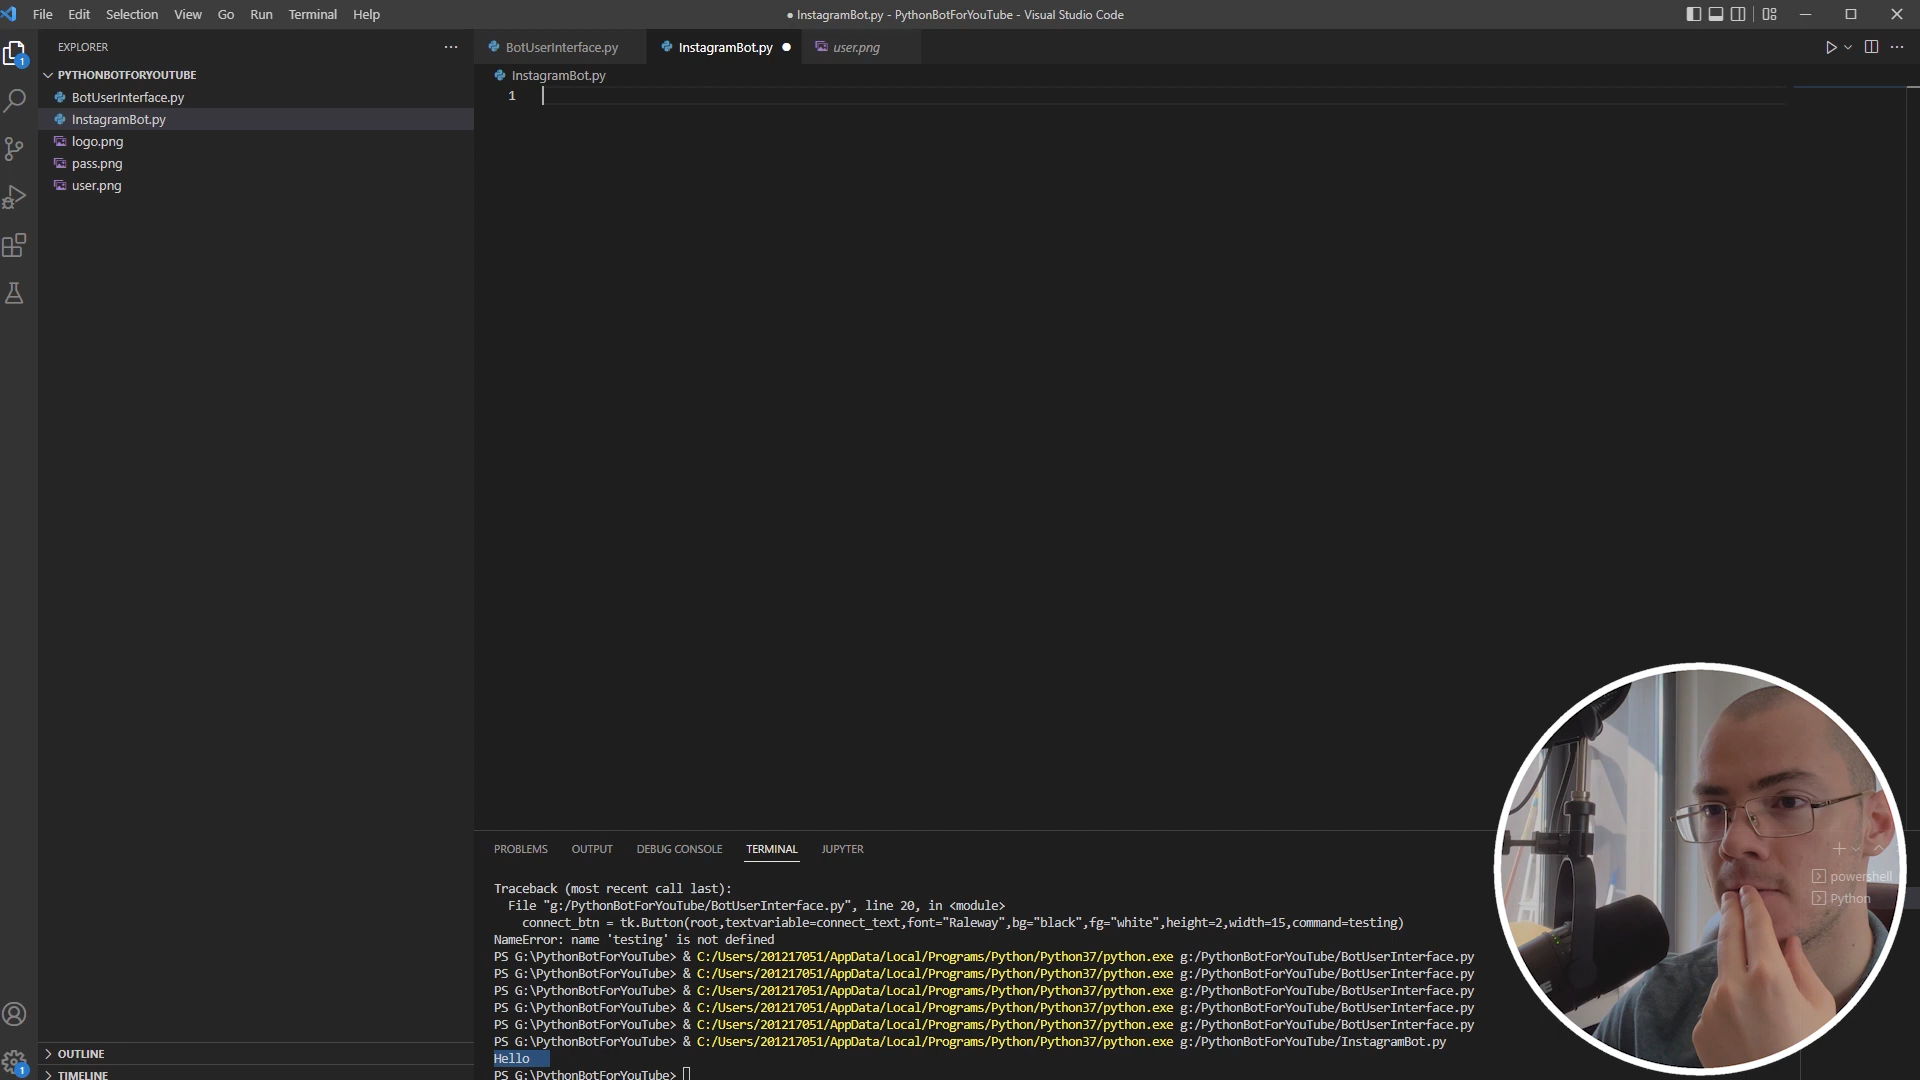 File Edit Selection View Go Run Terminal Help
● InstagramBot.py - PythonBotForYouTube - Visual Studio Code
EXPLORER
BotUserInterface.py
InstagramBot.py
user.png
PYTHONBOTFORYOUTUBE
InstagramBot.py
BotUserInterface.py
1
InstagramBot.py
logo.png
pass.png
user.png
PROBLEMS OUTPUT DEBUG CONSOLE TERMINAL JUPYTER
powershell
Python
Traceback (most recent call last):
File "g:/PythonBotForYouTube/BotUserInterface.py", line 20, in <module>
connect_btn = tk.Button(root,textvariable=connect_text,font="Raleway",bg="black",fg="white",height=2,width=15,command=testing)
NameError: name 'testing' is not defined
PS G:\PythonBotForYouTube> & C:/Users/201217051/AppData/Local/Programs/Python/Python37/python.exe g:/PythonBotForYouTube/BotUserInterface.py
PS G:\PythonBotForYouTube> & C:/Users/201217051/AppData/Local/Programs/Python/Python37/python.exe g:/PythonBotForYouTube/BotUserInterface.py
PS G:\PythonBotForYouTube> & C:/Users/201217051/AppData/Local/Programs/Python/Python37/python.exe g:/PythonBotForYouTube/BotUserInterface.py
PS G:\PythonBotForYouTube> & C:/Users/201217051/AppData/Local/Programs/Python/Python37/python.exe g:/PythonBotForYouTube/BotUserInterface.py
PS G:\PythonBotForYouTube> & C:/Users/201217051/AppData/Local/Programs/Python/Python37/python.exe g:/PythonBotForYouTube/BotUserInterface.py
PS G:\PythonBotForYouTube> & C:/Users/201217051/AppData/Local/Programs/Python/Python37/python.exe g:/PythonBotForYouTube/InstagramBot.py
Hello
PS G:\PythonBotForYouTube>
OUTLINE
TIMELINE
1
1